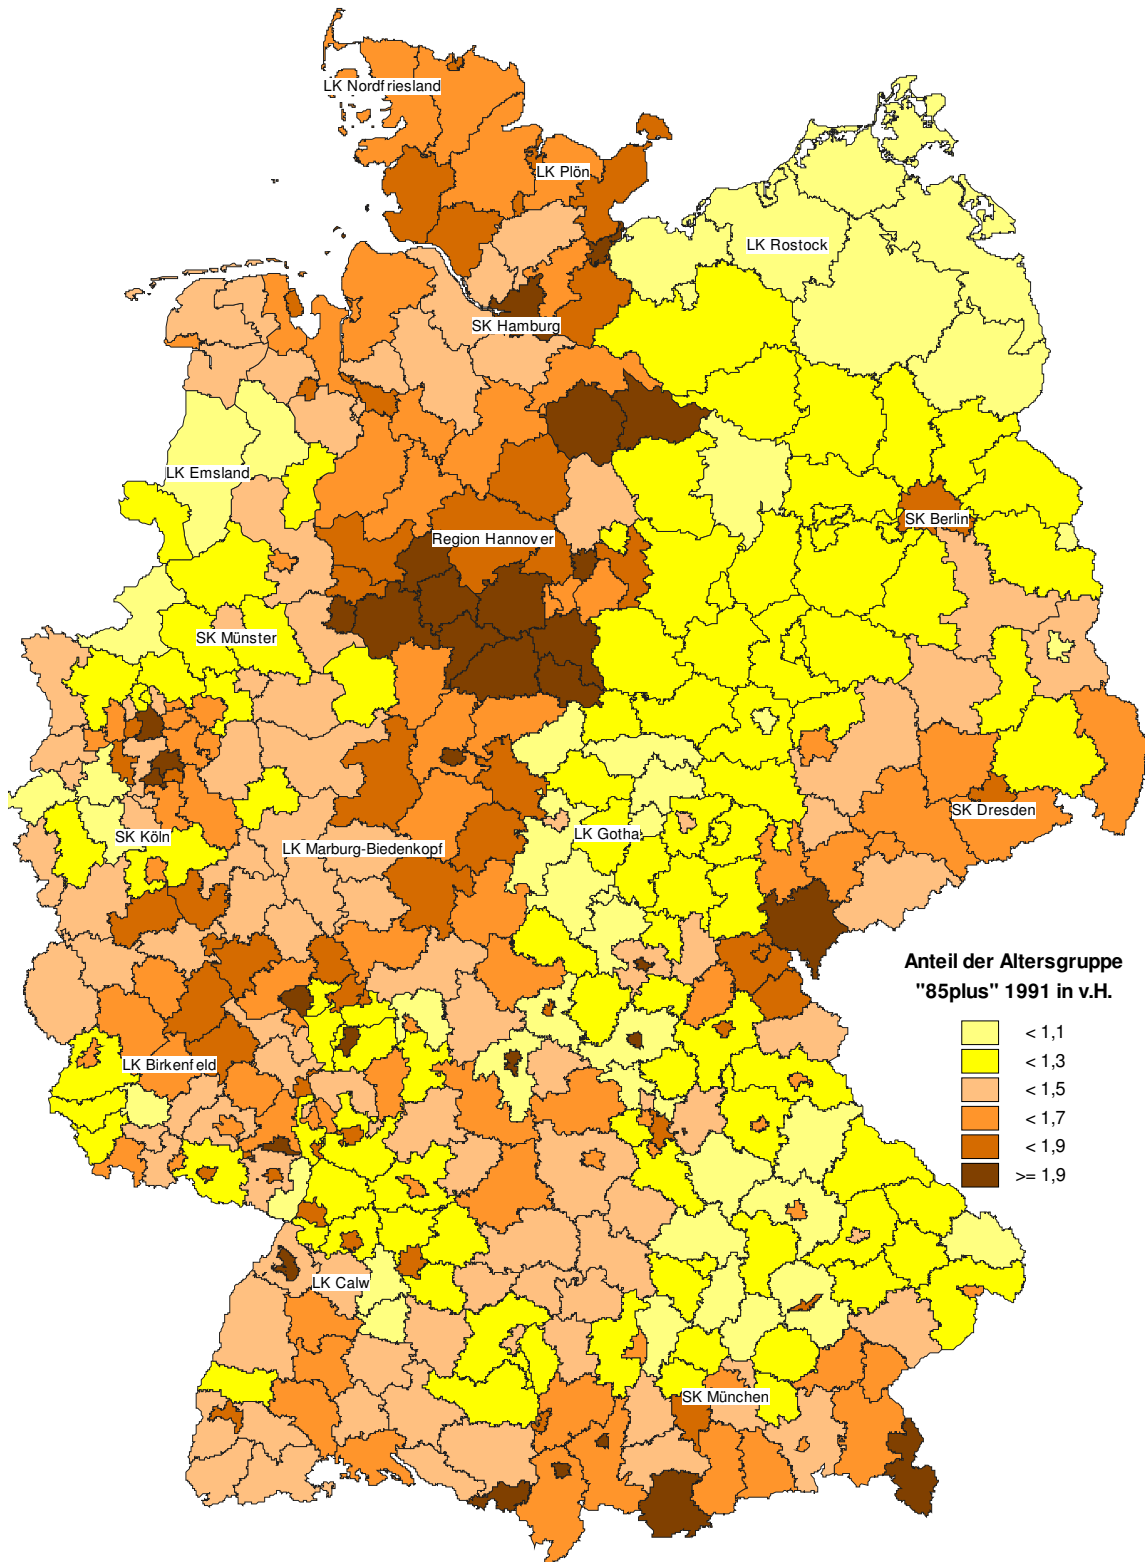 LK Nordfriesland
LK Plön
LK Rostock
SK Hamburg
LK Emsland
SK Berlin
Region Hannover
SK Münster
SK Dresden
SK Köln
LK Gotha
LK Marburg-Biedenkopf
Anteil der Altersgruppe
"85plus" 1991 in v.H.
< 1,1
< 1,3
< 1,5
< 1,7
< 1,9
>= 1,9
LK Birkenfeld
LK Calw
SK München